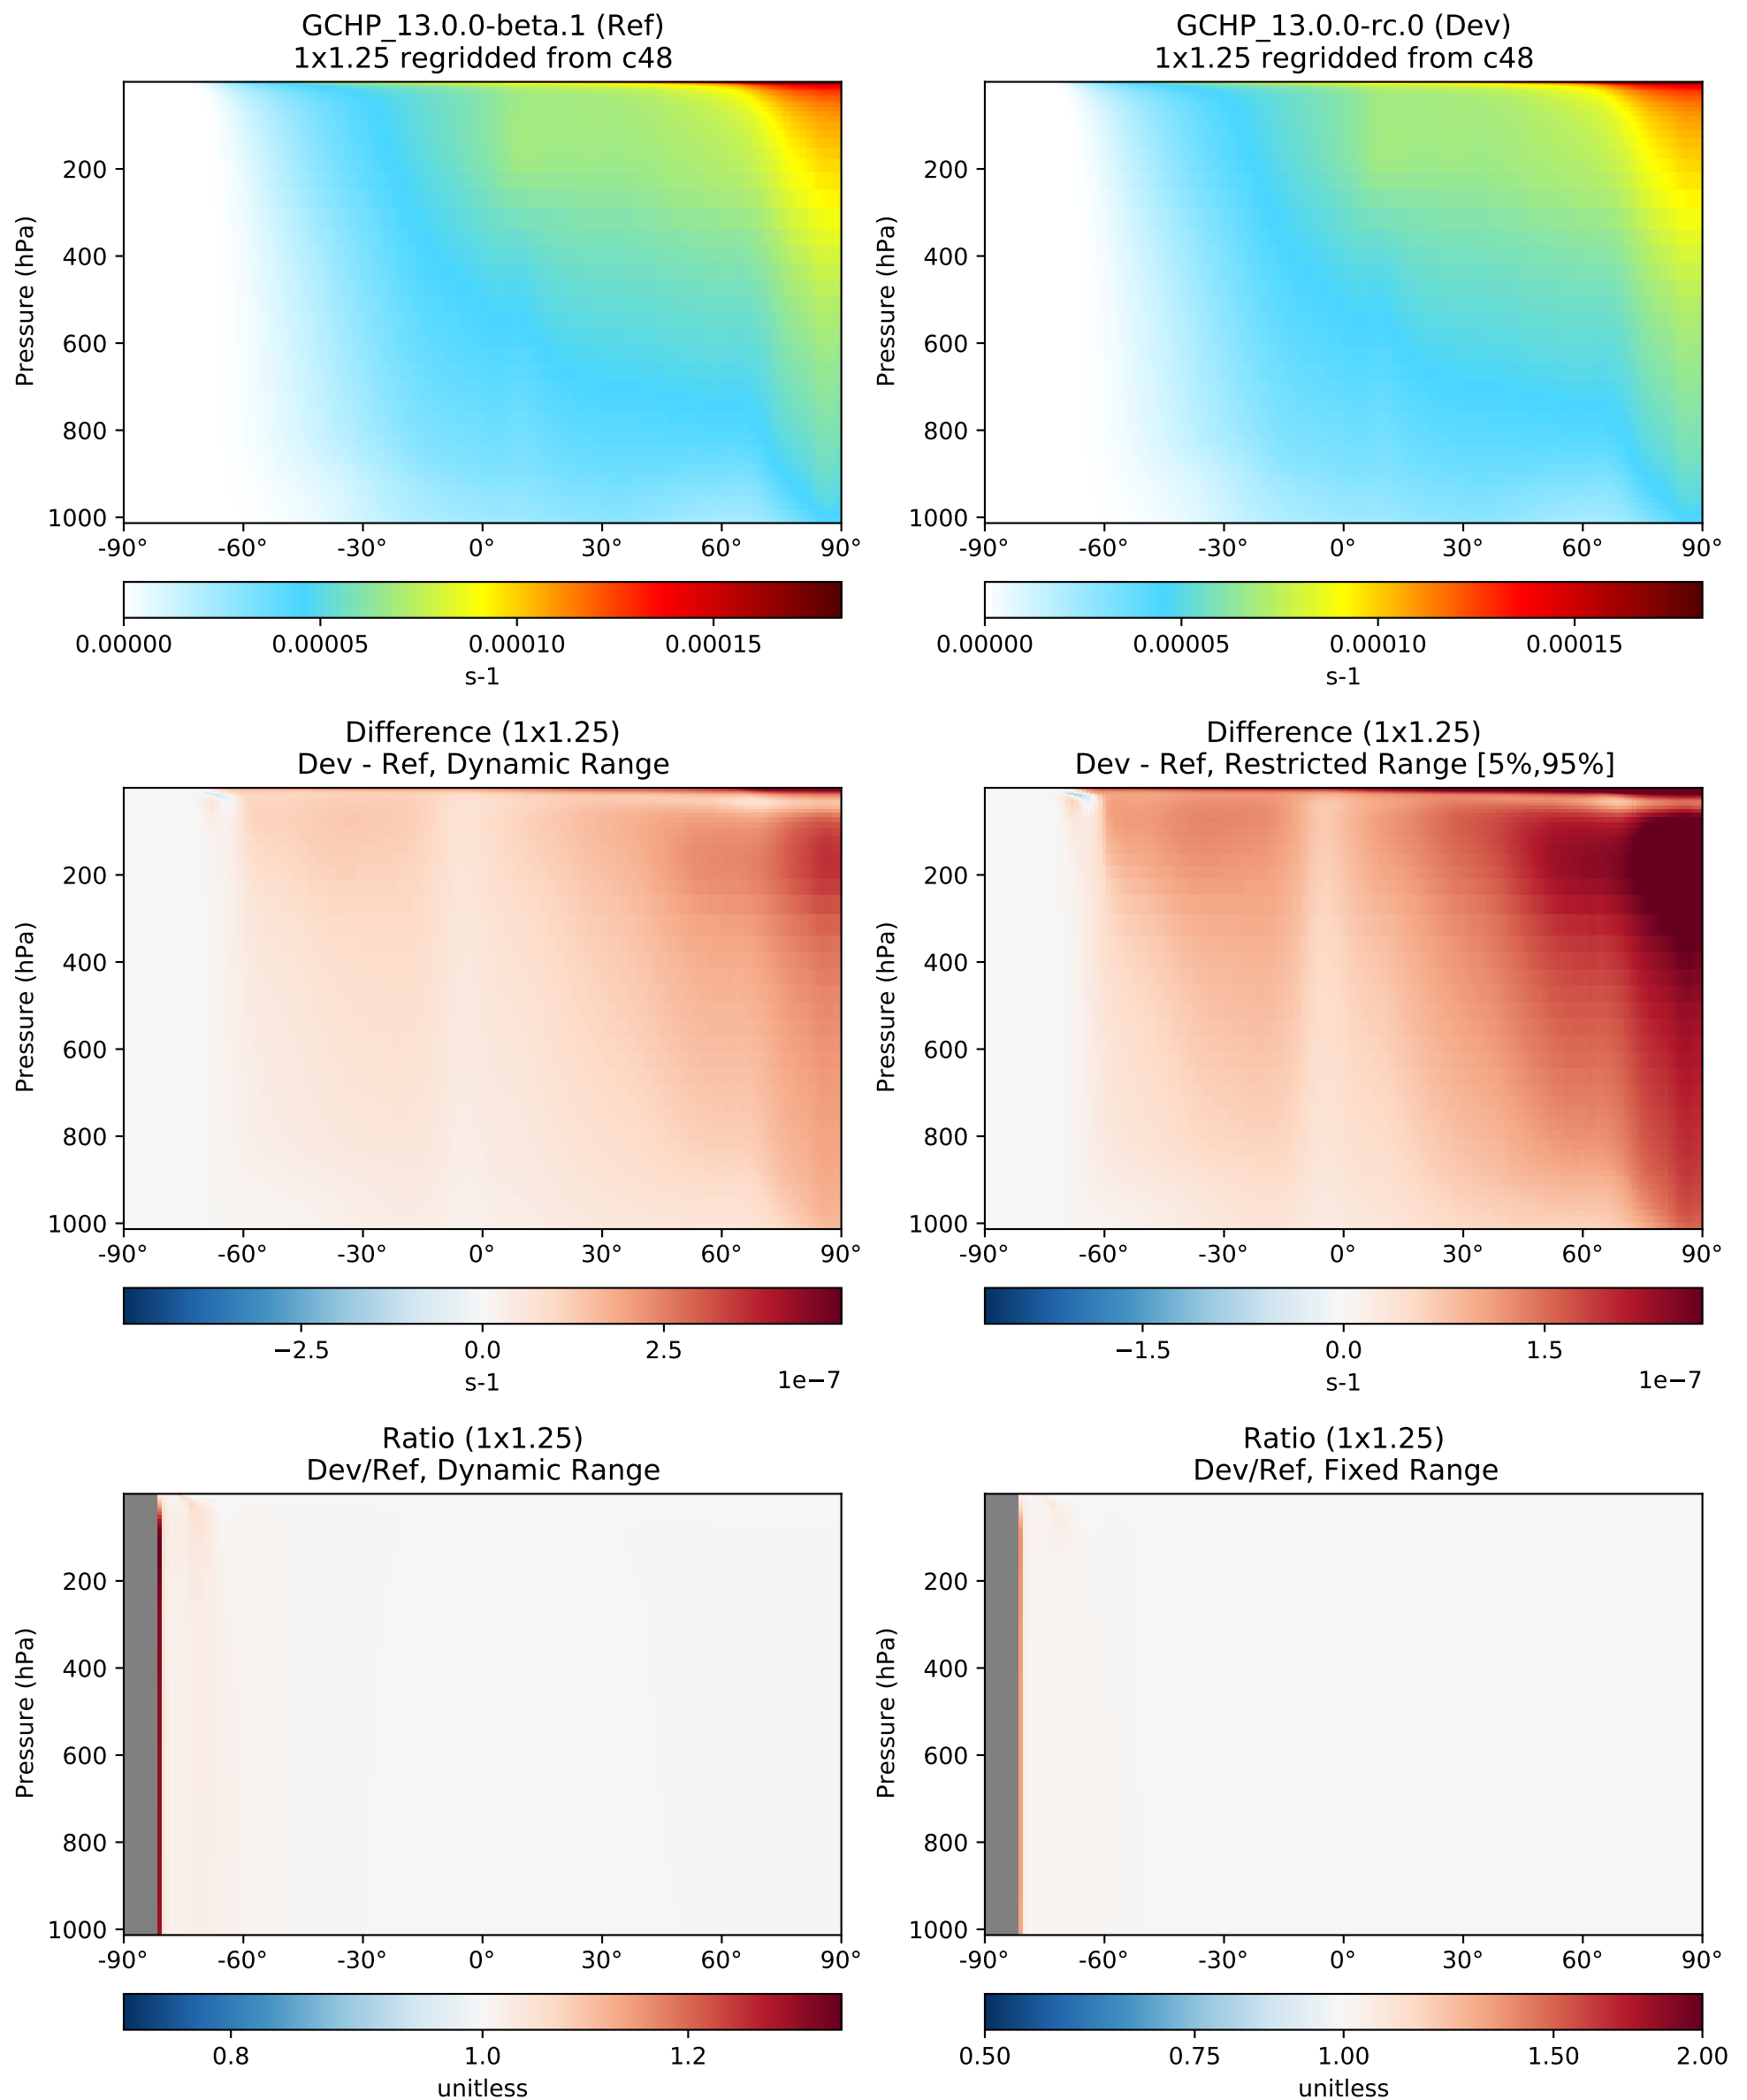 GCHP_13.0.0-beta.1 (Ref)
1x1.25 regridded from c48
Pressure (hPa)
200
400
600
800
1000
-90° -60° -30° 0° 30° 60° 90°
0.00000 0.00005 0.00010 0.00015
s-1
GCHP_13.0.0-rc.0 (Dev)
1x1.25 regridded from c48
Pressure (hPa)
200
400
600
800
1000
-90° -60° -30° 0° 30° 60° 90°
0.00000 0.00005 0.00010 0.00015
s-1
Difference (1x1.25)
Dev - Ref, Dynamic Range
Pressure (hPa)
200
400
600
800
1000
-90° -60° -30° 0° 30° 60° 90°
−2.5 0.0 2.5
s-1 1e−7
Difference (1x1.25)
Dev - Ref, Restricted Range [5%,95%]
Pressure (hPa)
200
400
600
800
1000
-90° -60° -30° 0° 30° 60° 90°
−1.5 0.0 1.5
s-1 1e−7
Ratio (1x1.25)
Dev/Ref, Dynamic Range
Pressure (hPa)
200
400
600
800
1000
-90° -60° -30° 0° 30° 60° 90°
0.8 1.0 1.2
unitless
Ratio (1x1.25)
Dev/Ref, Fixed Range
Pressure (hPa)
200
400
600
800
1000
-90° -60° -30° 0° 30° 60° 90°
0.50 0.75 1.00 1.50 2.00
unitless